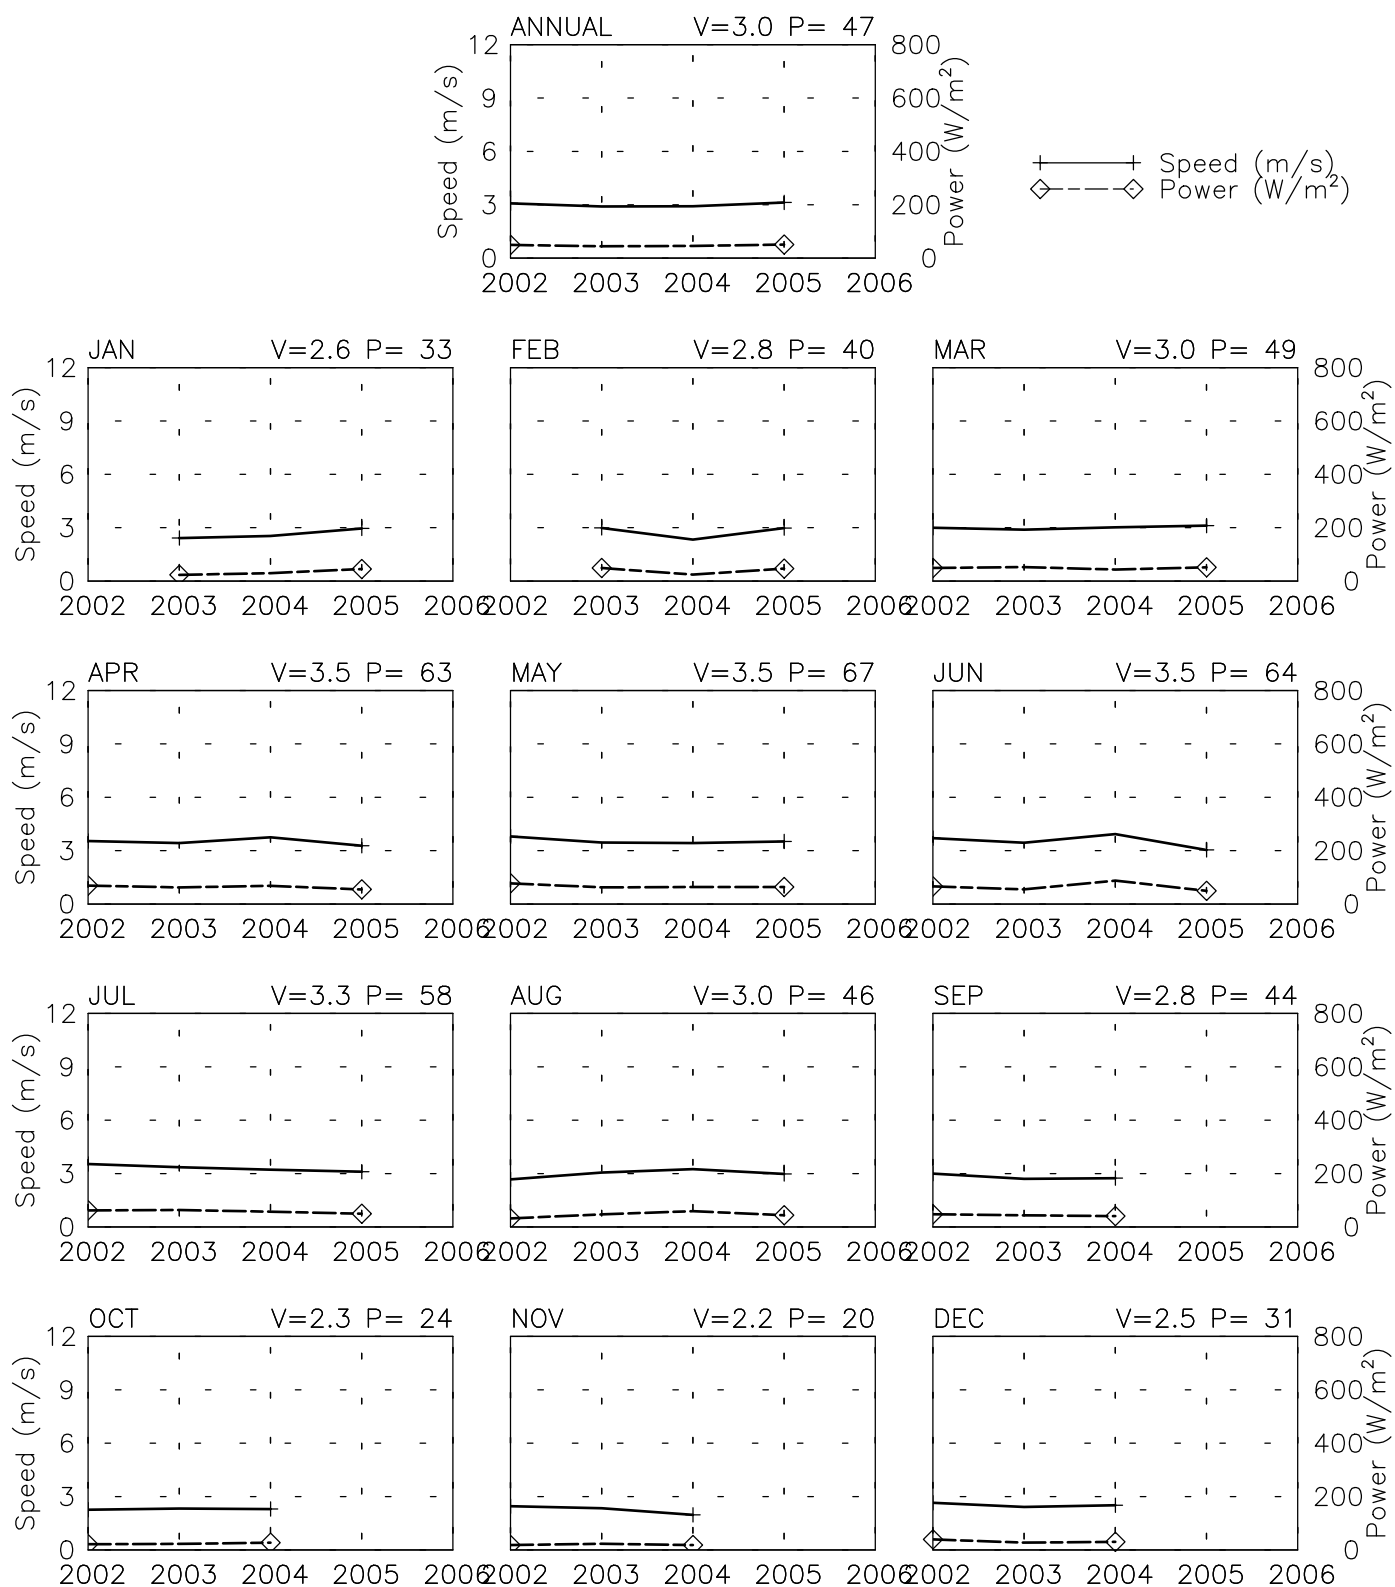 ANNUAL V=3.0 P= 47
12 800
9 600
6 400
3 200
0 0
Speed (m/s)
Power (W/m²)
2002 2003 2004 2005 2006
Speed (m/s)
Power (W/m²)
JAN V=2.6 P= 33 FEB V=2.8 P= 40 MAR V=3.0 P= 49
12 800
9 600
6 400
3 200
0 0
Speed (m/s)
Power (W/m²)
2002 2003 2004 2005 2006 2002 2003 2004 2005 2006 2002 2003 2004 2005 2006
APR V=3.5 P= 63 MAY V=3.5 P= 67 JUN V=3.5 P= 64
12 800
9 600
6 400
3 200
0 0
Speed (m/s)
Power (W/m²)
2002 2003 2004 2005 2006 2002 2003 2004 2005 2006 2002 2003 2004 2005 2006
JUL V=3.3 P= 58 AUG V=3.0 P= 46 SEP V=2.8 P= 44
12 800
9 600
6 400
3 200
0 0
Speed (m/s)
Power (W/m²)
2002 2003 2004 2005 2006 2002 2003 2004 2005 2006 2002 2003 2004 2005 2006
OCT V=2.3 P= 24 NOV V=2.2 P= 20 DEC V=2.5 P= 31
12 800
9 600
6 400
3 200
0 0
Speed (m/s)
Power (W/m²)
2002 2003 2004 2005 2006 2002 2003 2004 2005 2006 2002 2003 2004 2005 2006